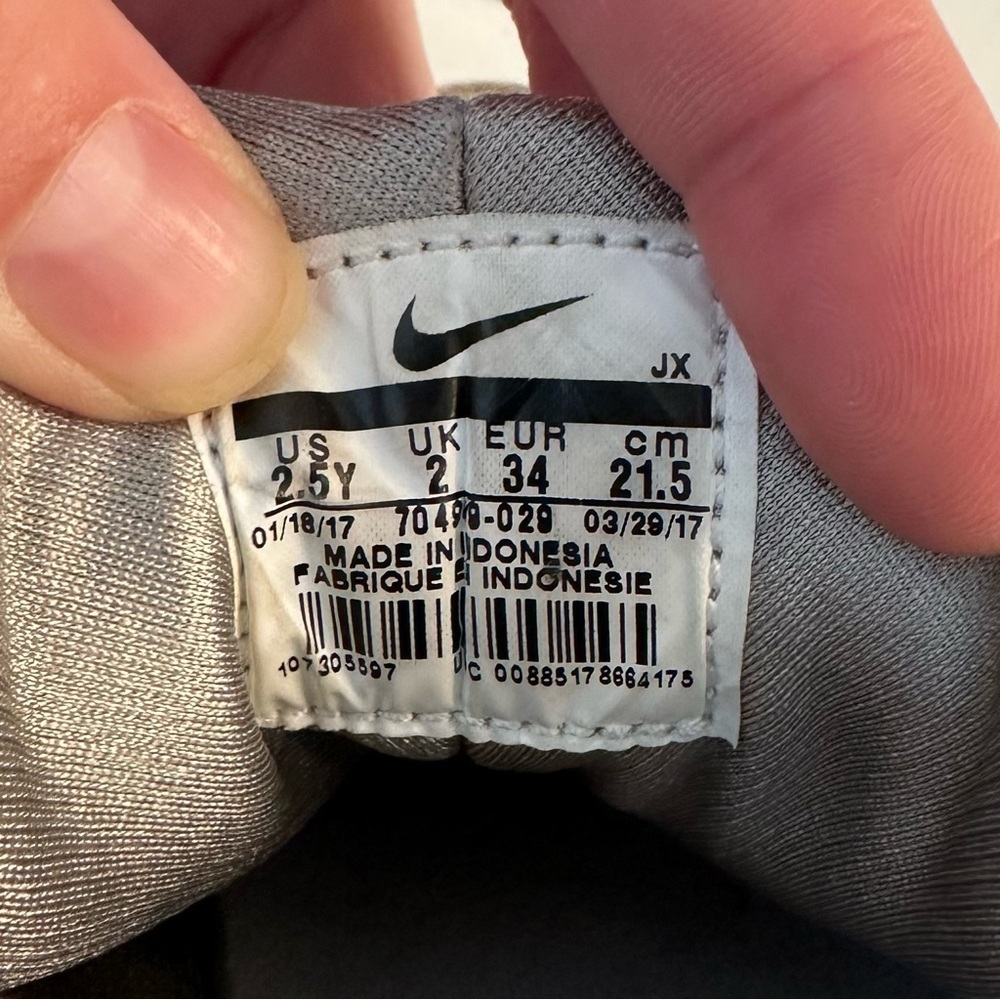 JX
US UK EUR cm
2.5Y 2 34 21.5
01/18/17 03/29/17
MADE IN INDONESIA
FABRIQUE EN INDONESIE
00885178664175